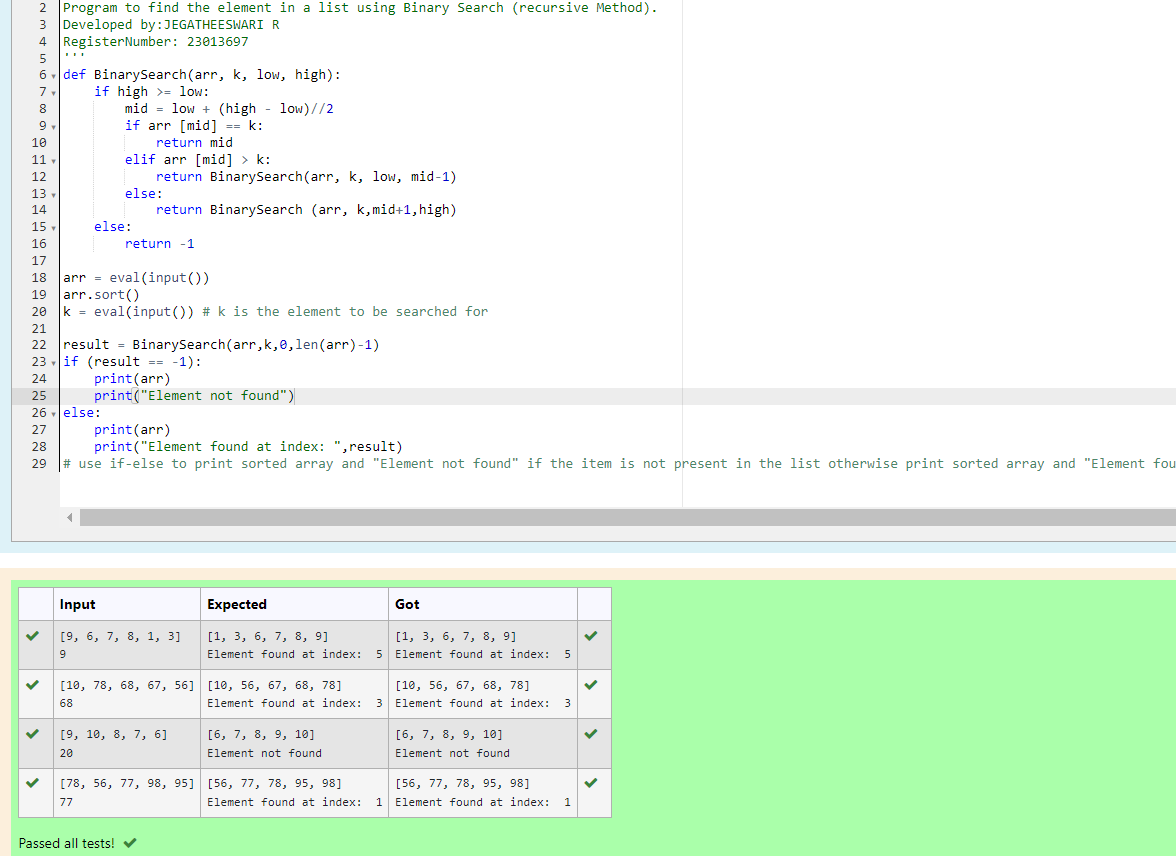 2 Program to find the element in a list using Binary Search (recursive Method).
3 Developed by:JEGATHEESWARI R
4 RegisterNumber: 23013697
5 '''
6 def BinarySearch(arr, k, low, high):
7     if high >= low:
8         mid = low + (high - low)//2
9         if arr [mid] == k:
10             return mid
11         elif arr [mid] > k:
12             return BinarySearch(arr, k, low, mid-1)
13         else:
14             return BinarySearch (arr, k,mid+1,high)
15     else:
16         return -1
17
18 arr = eval(input())
19 arr.sort()
20 k = eval(input()) # k is the element to be searched for
21
22 result = BinarySearch(arr,k,0,len(arr)-1)
23 if (result == -1):
24     print(arr)
25     print("Element not found")
26 else:
27     print(arr)
28     print("Element found at index: ",result)
29 # use if-else to print sorted array and "Element not found" if the item is not present in the list otherwise print sorted array and "Element fou
Input Expected Got
[9, 6, 7, 8, 1, 3] [1, 3, 6, 7, 8, 9] [1, 3, 6, 7, 8, 9]
9 Element found at index:  5 Element found at index:  5
[10, 78, 68, 67, 56] [10, 56, 67, 68, 78] [10, 56, 67, 68, 78]
68 Element found at index:  3 Element found at index:  3
[9, 10, 8, 7, 6] [6, 7, 8, 9, 10] [6, 7, 8, 9, 10]
20 Element not found Element not found
[78, 56, 77, 98, 95] [56, 77, 78, 95, 98] [56, 77, 78, 95, 98]
77 Element found at index:  1 Element found at index:  1
Passed all tests!